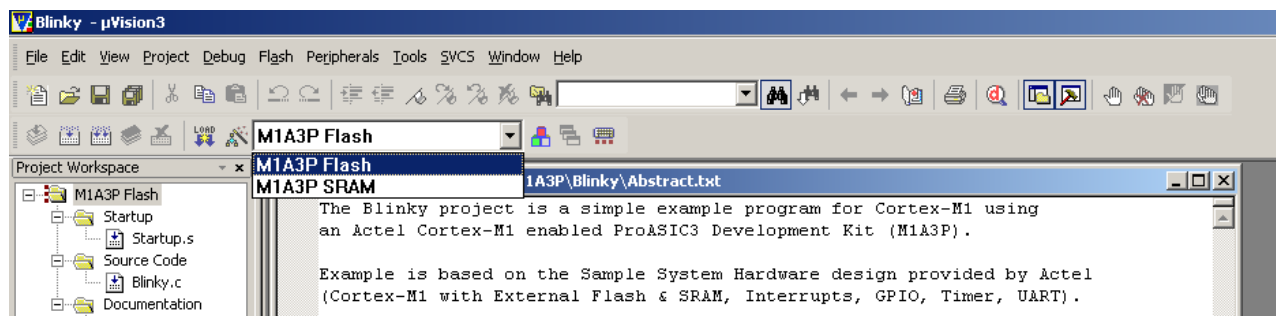 Blinky - µVision3
File Edit View Project Debug Flash Peripherals Tools SVCS Window Help
LOAD M1A3P Flash
M1A3P Flash
M1A3P SRAM
Project Workspace
1A3P\Blinky\Abstract.txt
M1A3P Flash
Startup
Startup.s
Source Code
Blinky.c
Documentation
The Blinky project is a simple example program for Cortex-M1 using
an Actel Cortex-M1 enabled ProASIC3 Development Kit (M1A3P).
Example is based on the Sample System Hardware design provided by Actel
(Cortex-M1 with External Flash & SRAM, Interrupts, GPIO, Timer, UART).